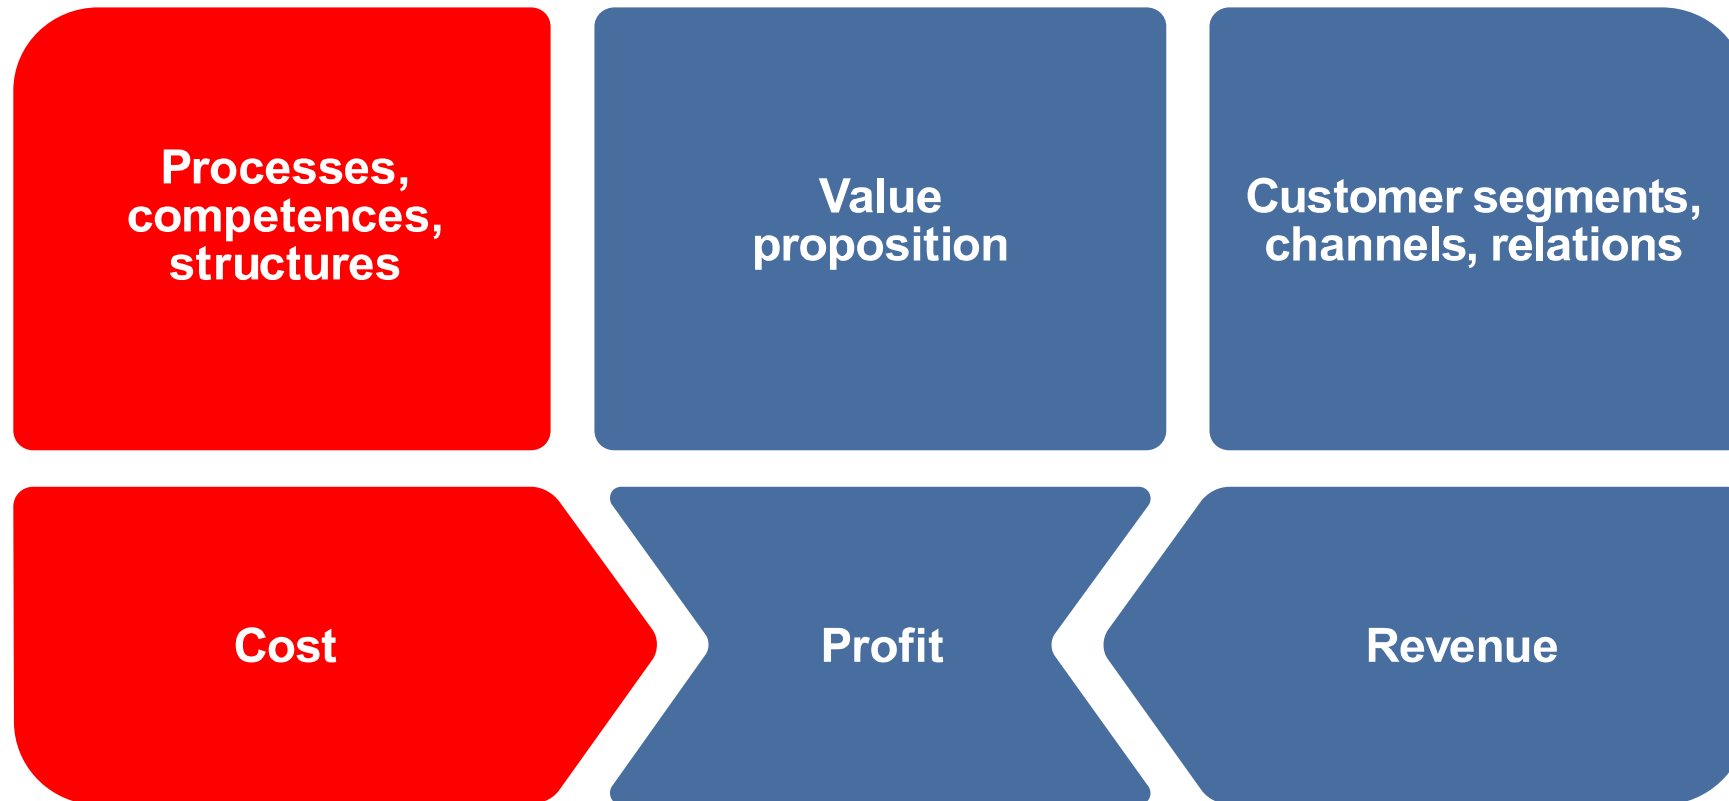 Processes,
competences,
structures
Value
proposition
Customer segments,
channels, relations
Cost
Profit
Revenue